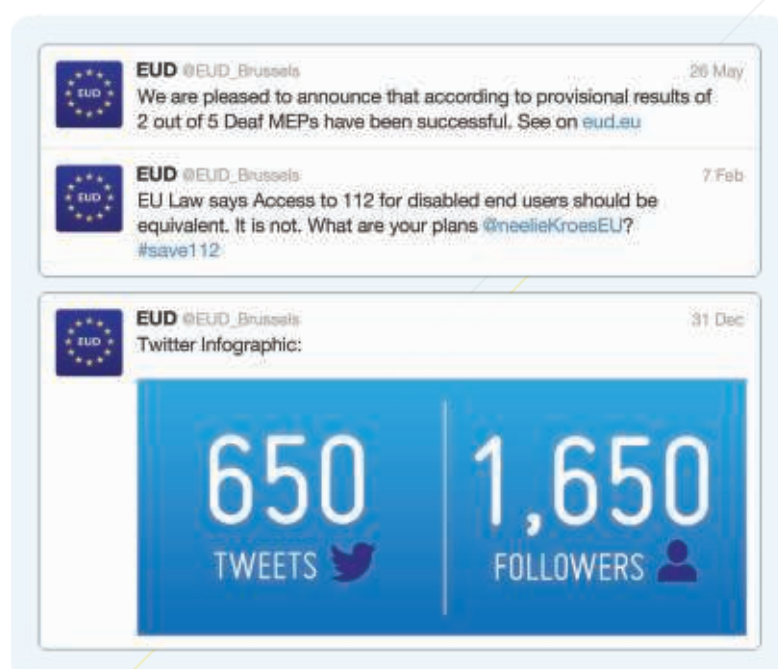 EUD @EUD_Brussels 26 May
We are pleased to announce that according to provisional results of
2 out of 5 Deaf MEPs have been successful. See on eud.eu
EUD
EUD @EUD_Brussels 7 Feb
EU Law says Access to 112 for disabled end users should be
equivalent. It is not. What are your plans @neelieKroesEU?
#save112
EUD
EUD @EUD_Brussels 31 Dec
Twitter Infographic:
EUD
650
TWEETS
1,650
FOLLOWERS